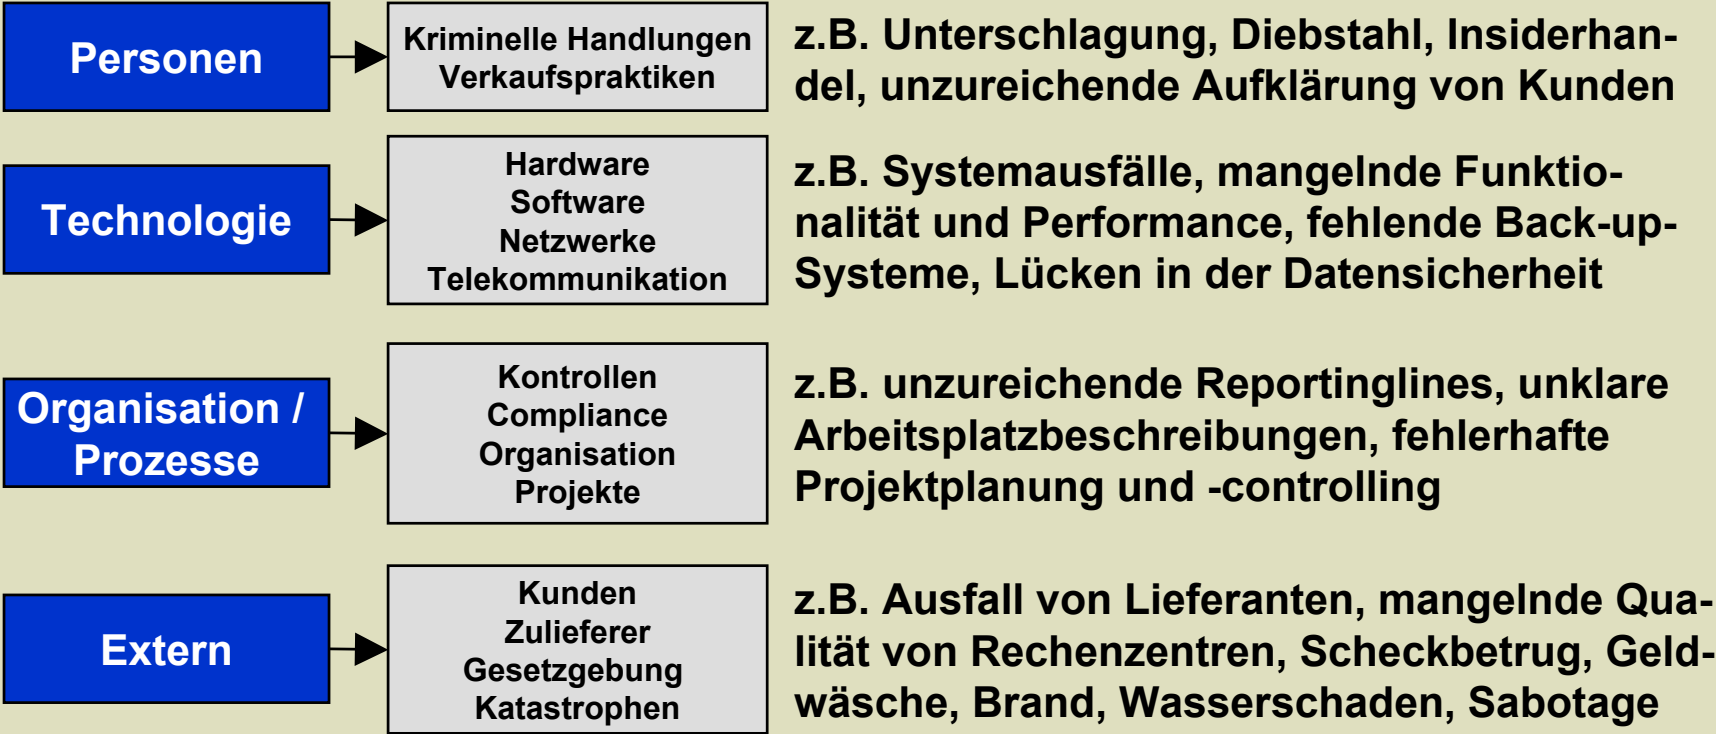 Personen
Kriminelle Handlungen
Verkaufspraktiken
z.B. Unterschlagung, Diebstahl, Insiderhan-
del, unzureichende Aufklärung von Kunden
Technologie
Hardware
Software
Netzwerke
Telekommunikation
z.B. Systemausfälle, mangelnde Funktio-
nalität und Performance, fehlende Back-up-
Systeme, Lücken in der Datensicherheit
Organisation /
Prozesse
Kontrollen
Compliance
Organisation
Projekte
z.B. unzureichende Reportinglines, unklare
Arbeitsplatzbeschreibungen, fehlerhafte
Projektplanung und -controlling
Extern
Kunden
Zulieferer
Gesetzgebung
Katastrophen
z.B. Ausfall von Lieferanten, mangelnde Qua-
lität von Rechenzentren, Scheckbetrug, Geld-
wäsche, Brand, Wasserschaden, Sabotage